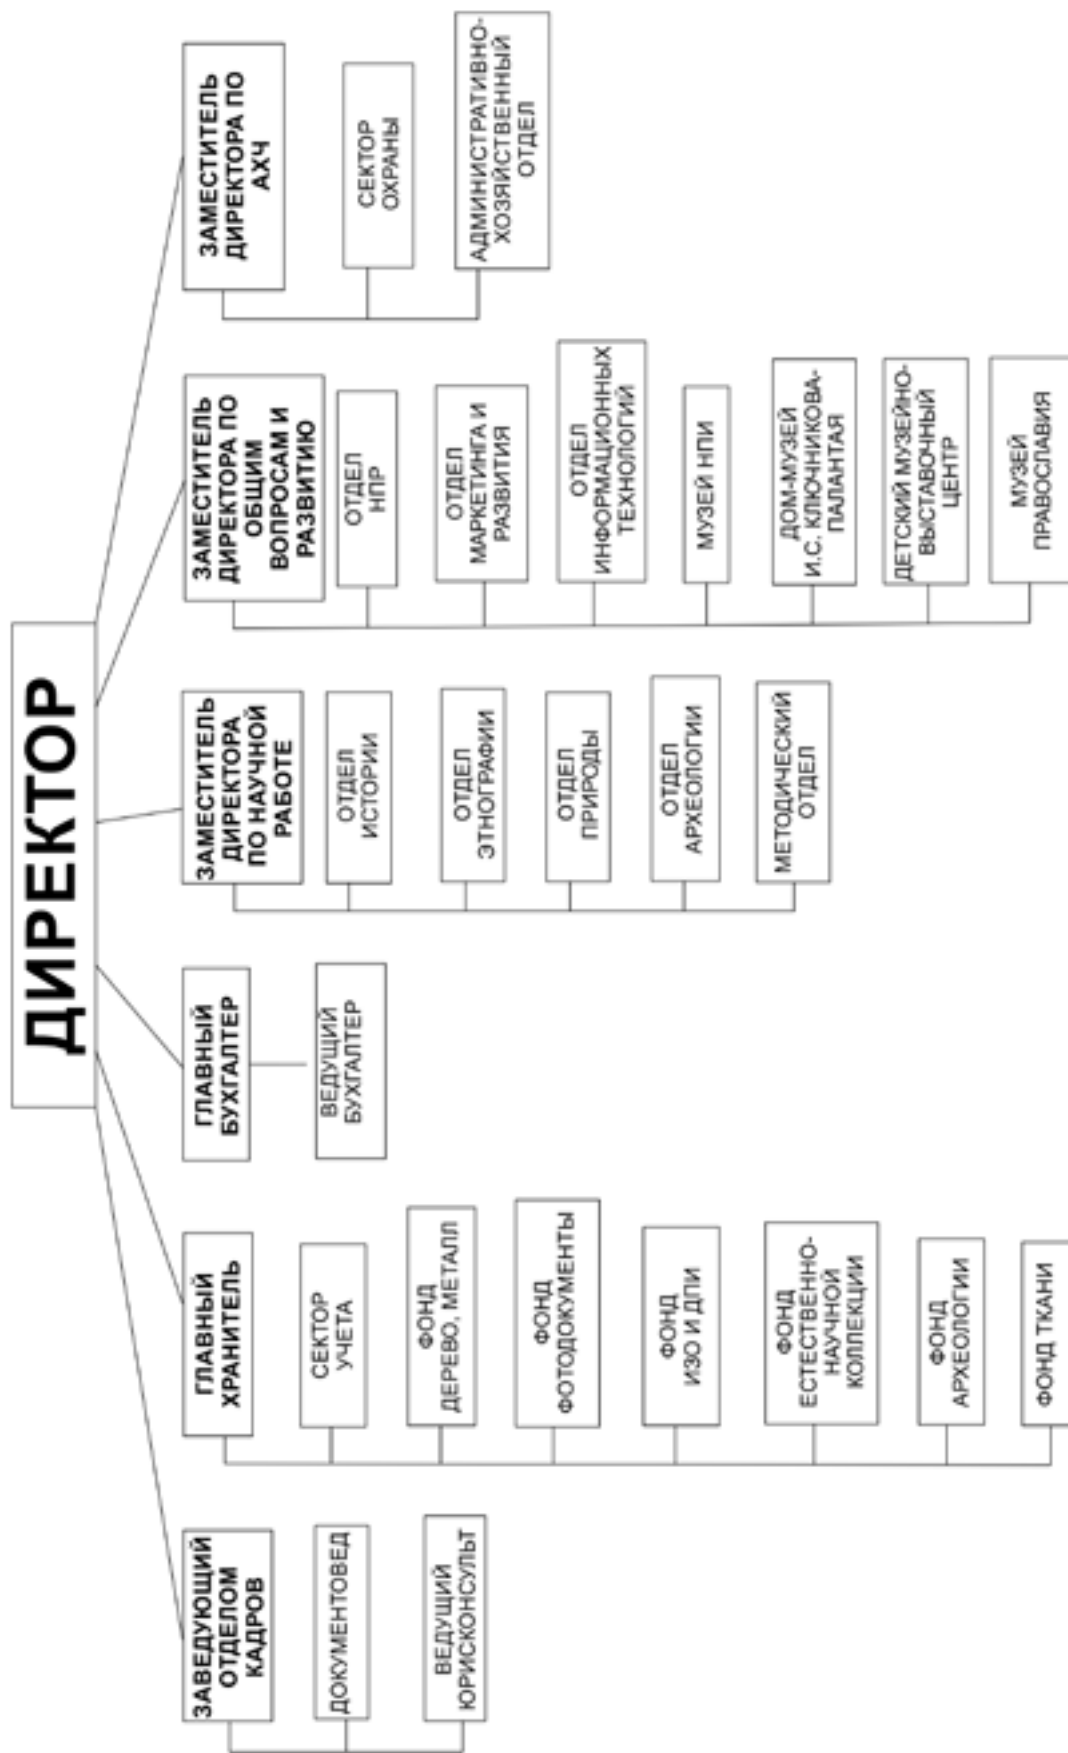 ДИРЕКТОР
ЗАВЕДУЮЩИЙ
ОТДЕЛОМ
КАДРОВ
ДОКУМЕНТОВЕД
ВЕДУЩИЙ
ЮРИСКОНСУЛЬТ
ГЛАВНЫЙ
ХРАНИТЕЛЬ
СЕКТОР
УЧЕТА
ФОНД
ДЕРЕВО, МЕТАЛЛ
ФОНД
ФОТОДОКУМЕНТЫ
ФОНД
ИЗО И ДПИ
ФОНД
ЕСТЕСТВЕННО-
НАУЧНОЙ
КОЛЛЕКЦИИ
ФОНД
АРХЕОЛОГИИ
ФОНД ТКАНИ
ГЛАВНЫЙ
БУХГАЛТЕР
ВЕДУЩИЙ
БУХГАЛТЕР
ЗАМЕСТИТЕЛЬ
ДИРЕКТОРА
ПО НАУЧНОЙ
РАБОТЕ
ОТДЕЛ
ИСТОРИИ
ОТДЕЛ
ЭТНОГРАФИИ
ОТДЕЛ
ПРИРОДЫ
ОТДЕЛ
АРХЕОЛОГИИ
МЕТОДИЧЕСКИЙ
ОТДЕЛ
ЗАМЕСТИТЕЛЬ
ДИРЕКТОРА ПО
ОБЩИМ
ВОПРОСАМ И
РАЗВИТИЮ
ОТДЕЛ
НПР
ОТДЕЛ
МАРКЕТИНГА И
РАЗВИТИЯ
ОТДЕЛ
ИНФОРМАЦИОННЫХ
ТЕХНОЛОГИЙ
МУЗЕЙ НПИ
ДОМ-МУЗЕЙ
И.С. КЛЮЧНИКОВА-
ПАЛАНТАЯ
ДЕТСКИЙ МУЗЕЙНО-
ВЫСТАВОЧНЫЙ
ЦЕНТР
МУЗЕЙ
ПРАВОСЛАВИЯ
ЗАМЕСТИТЕЛЬ
ДИРЕКТОРА ПО
АХЧ
СЕКТОР
ОХРАНЫ
АДМИНИСТРАТИВНО-
ХОЗЯЙСТВЕННЫЙ
ОТДЕЛ